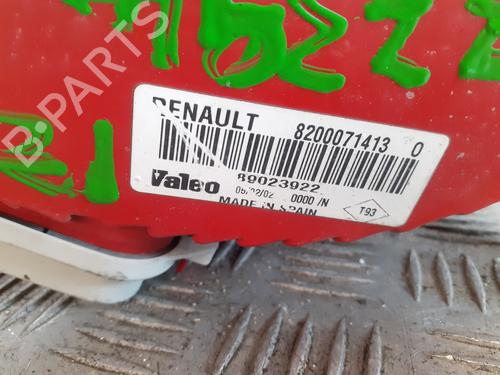 RENAULT
8200071413 0
89023922
Valeo 0000 /N
MADE IN SPAIN
T93
B-PARTS